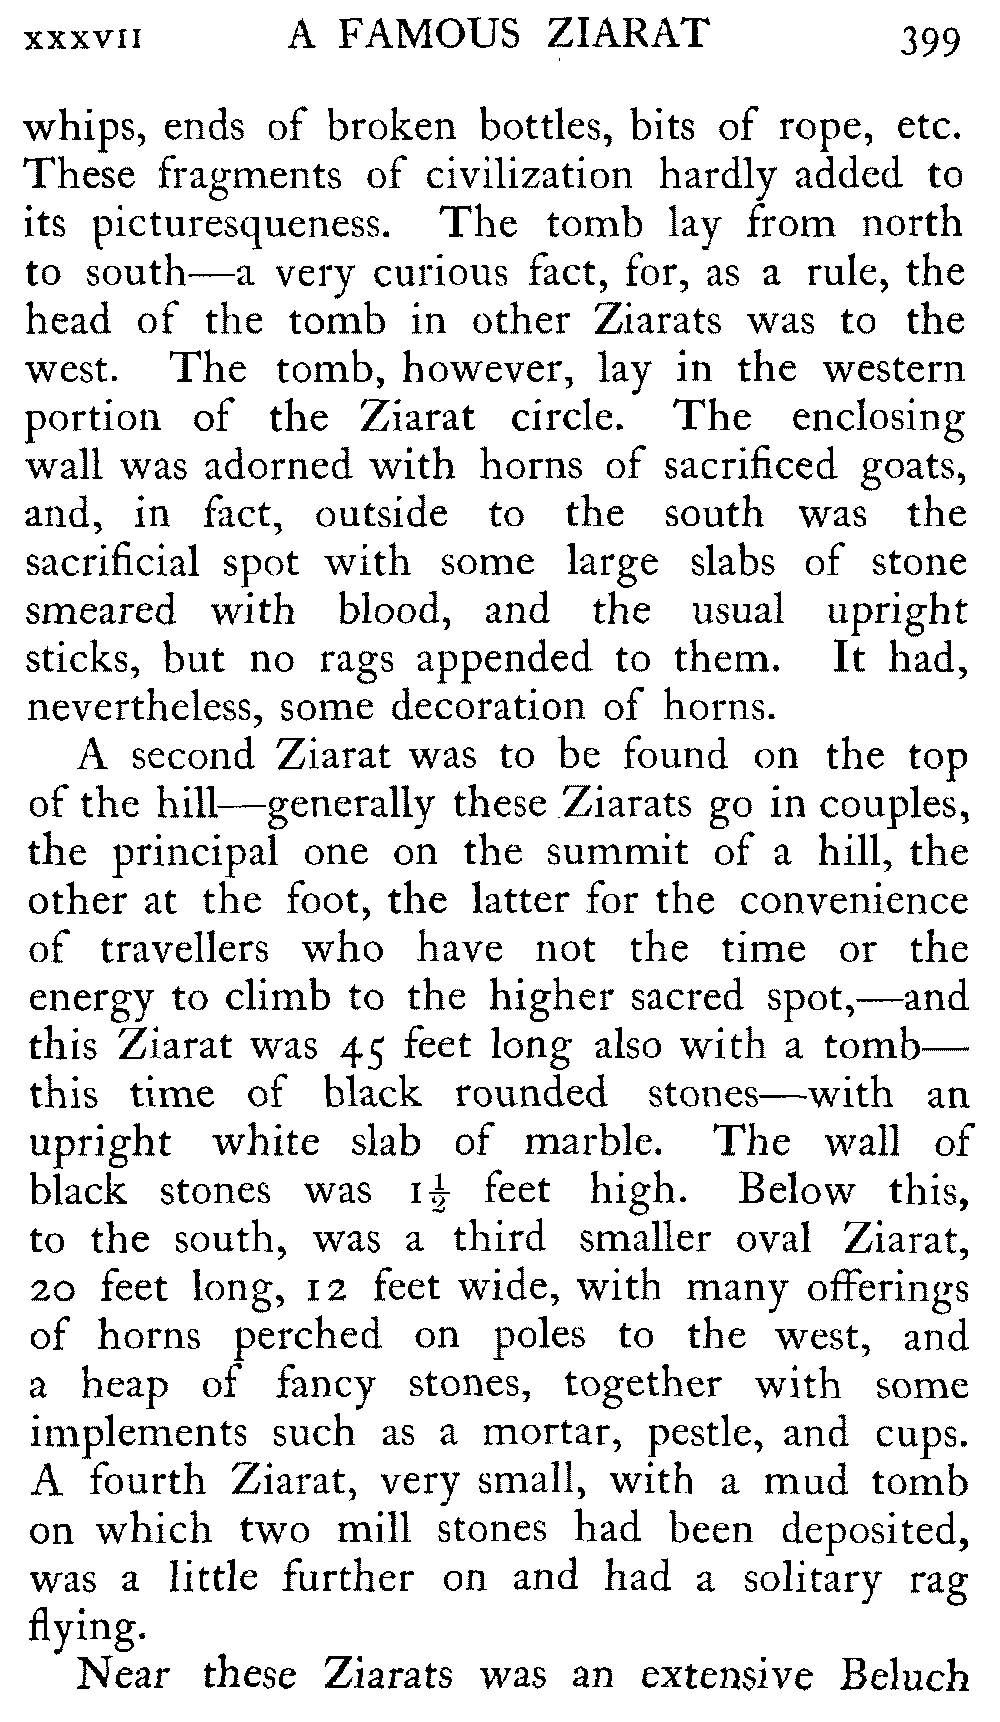 xxxvii A FAMOUS ZIARAT 399
whips, ends of broken bottles, bits of rope, etc.
These fragments of civilization hardly added to
its picturesqueness. The tomb lay from north
to south—a very curious fact, for, as a rule, the
head of the tomb in other Ziarats was to the
west. The tomb, however, lay in the western
portion of the Ziarat circle. The enclosing
wall was adorned with horns of sacrificed goats,
and, in fact, outside to the south was the
sacrificial spot with some large slabs of stone
smeared with blood, and the usual upright
sticks, but no rags appended to them. It had,
nevertheless, some decoration of horns.
A second Ziarat was to be found on the top
of the hill—generally these Ziarats go in couples,
the principal one on the summit of a hill, the
other at the foot, the latter for the convenience
of travellers who have not the time or the
energy to climb to the higher sacred spot,—and
this Ziarat was 45 feet long also with a tomb—
this time of black rounded stones—with an
upright white slab of marble. The wall of
black stones was 1½ feet high. Below this,
to the south, was a third smaller oval Ziarat,
20 feet long, 12 feet wide, with many offerings
of horns perched on poles to the west, and
a heap of fancy stones, together with some
implements such as a mortar, pestle, and cups.
A fourth Ziarat, very small, with a mud tomb
on which two mill stones had been deposited,
was a little further on and had a solitary rag
flying.
Near these Ziarats was an extensive Beluch